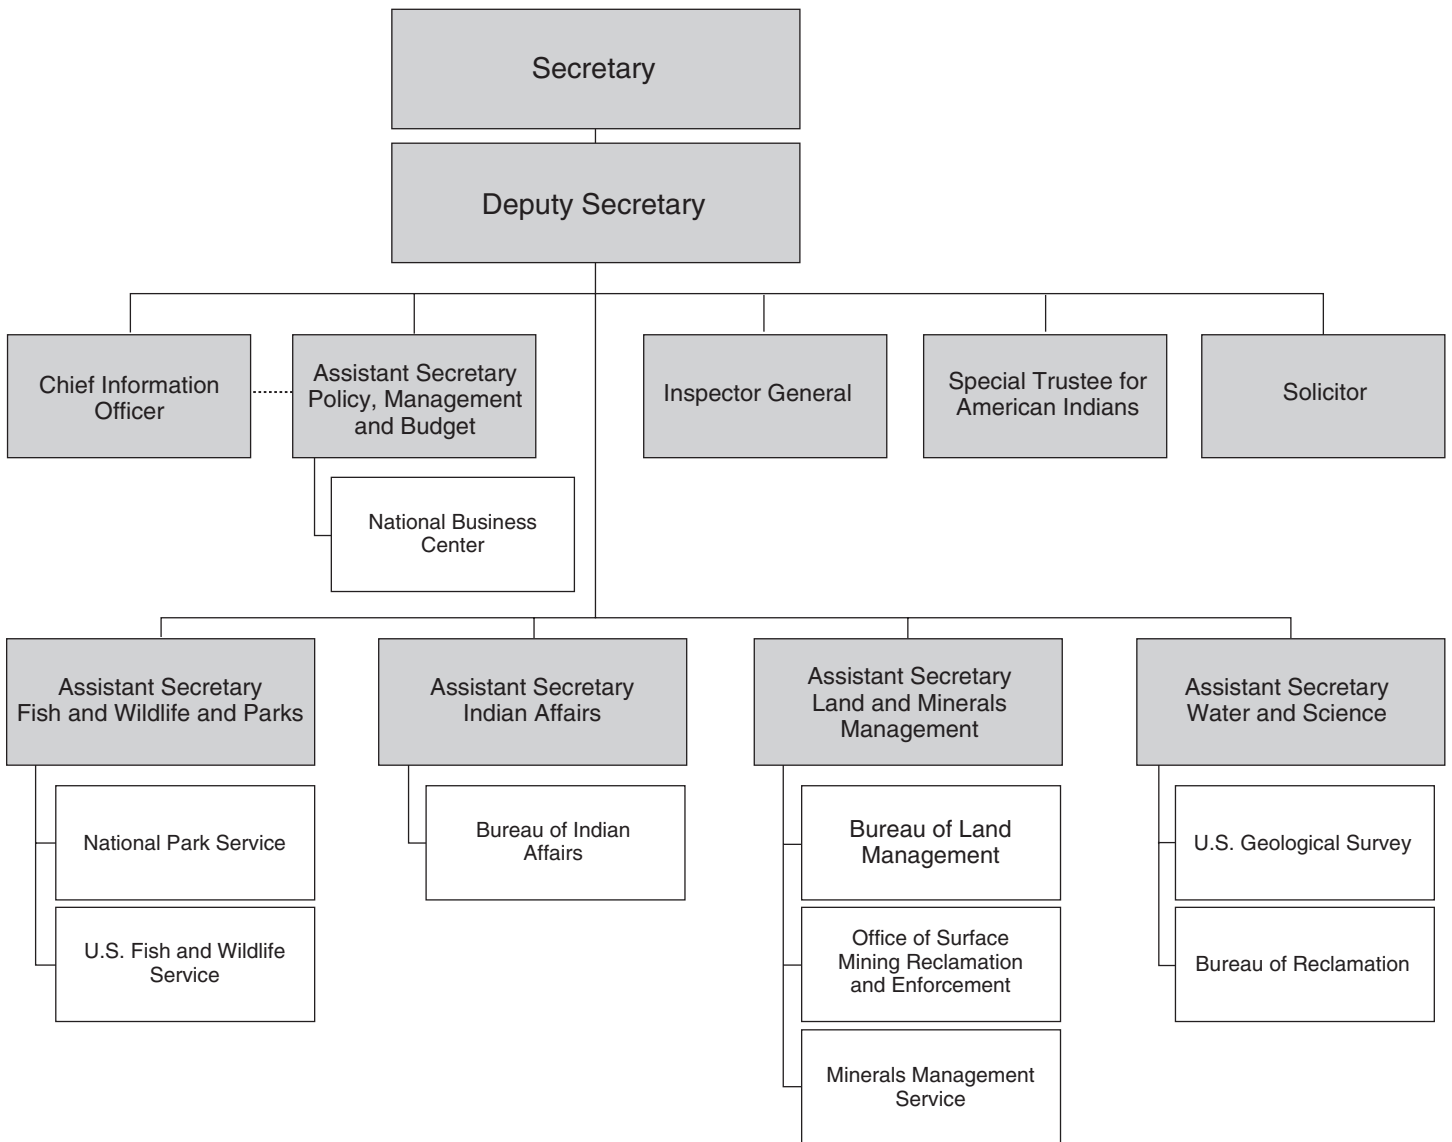 Secretary
Deputy Secretary
Chief Information
Officer
Assistant Secretary
Policy, Management
and Budget
Inspector General
Special Trustee for
American Indians
Solicitor
National Business
Center
Assistant Secretary
Fish and Wildlife and Parks
Assistant Secretary
Indian Affairs
Assistant Secretary
Land and Minerals
Management
Assistant Secretary
Water and Science
National Park Service
U.S. Fish and Wildlife
Service
Bureau of Indian
Affairs
Bureau of Land
Management
Office of Surface
Mining Reclamation
and Enforcement
Minerals Management
Service
U.S. Geological Survey
Bureau of Reclamation